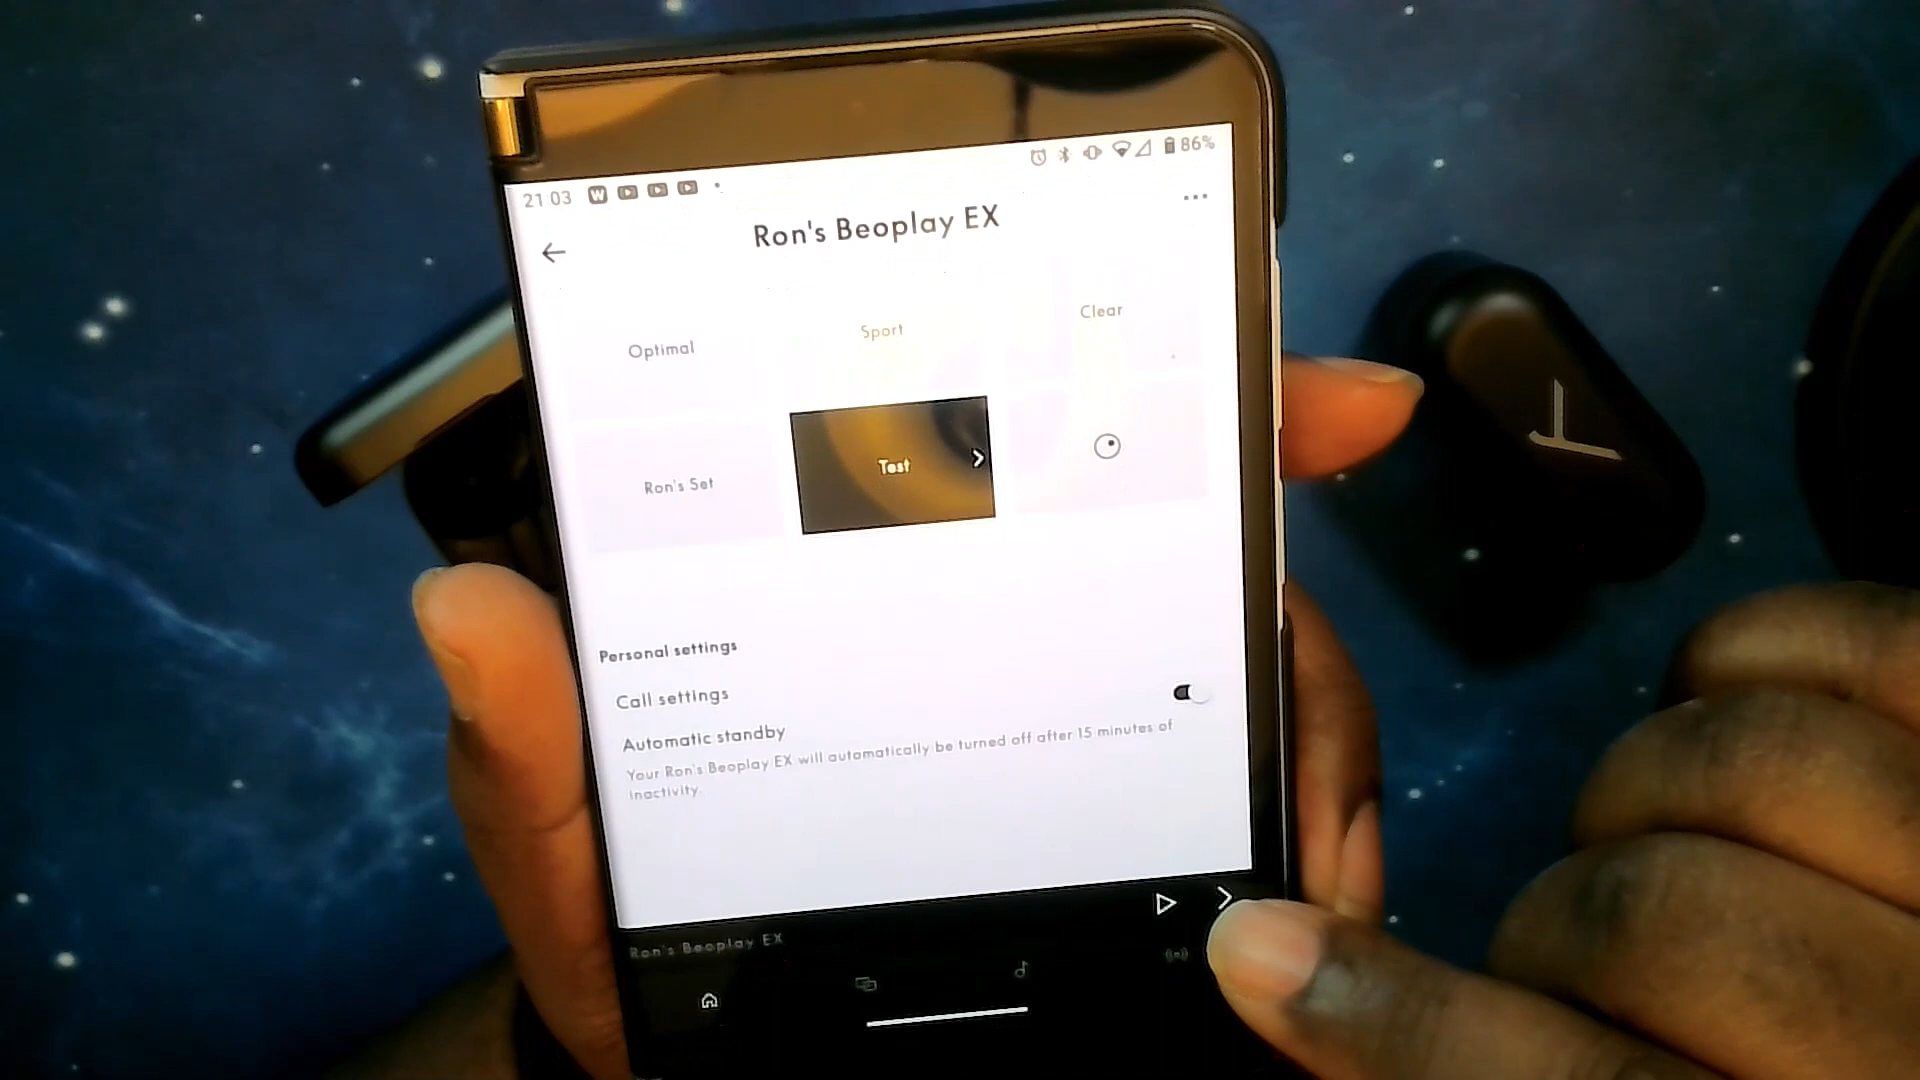 21:03 W 86%
Ron's Beoplay EX
Optimal
Sport
Clear
Ron's Set
Test
Personal settings
Call settings
Automatic standby
Your Ron's Beoplay EX will automatically be turned off after 15 minutes of
inactivity.
Ron's Beoplay EX